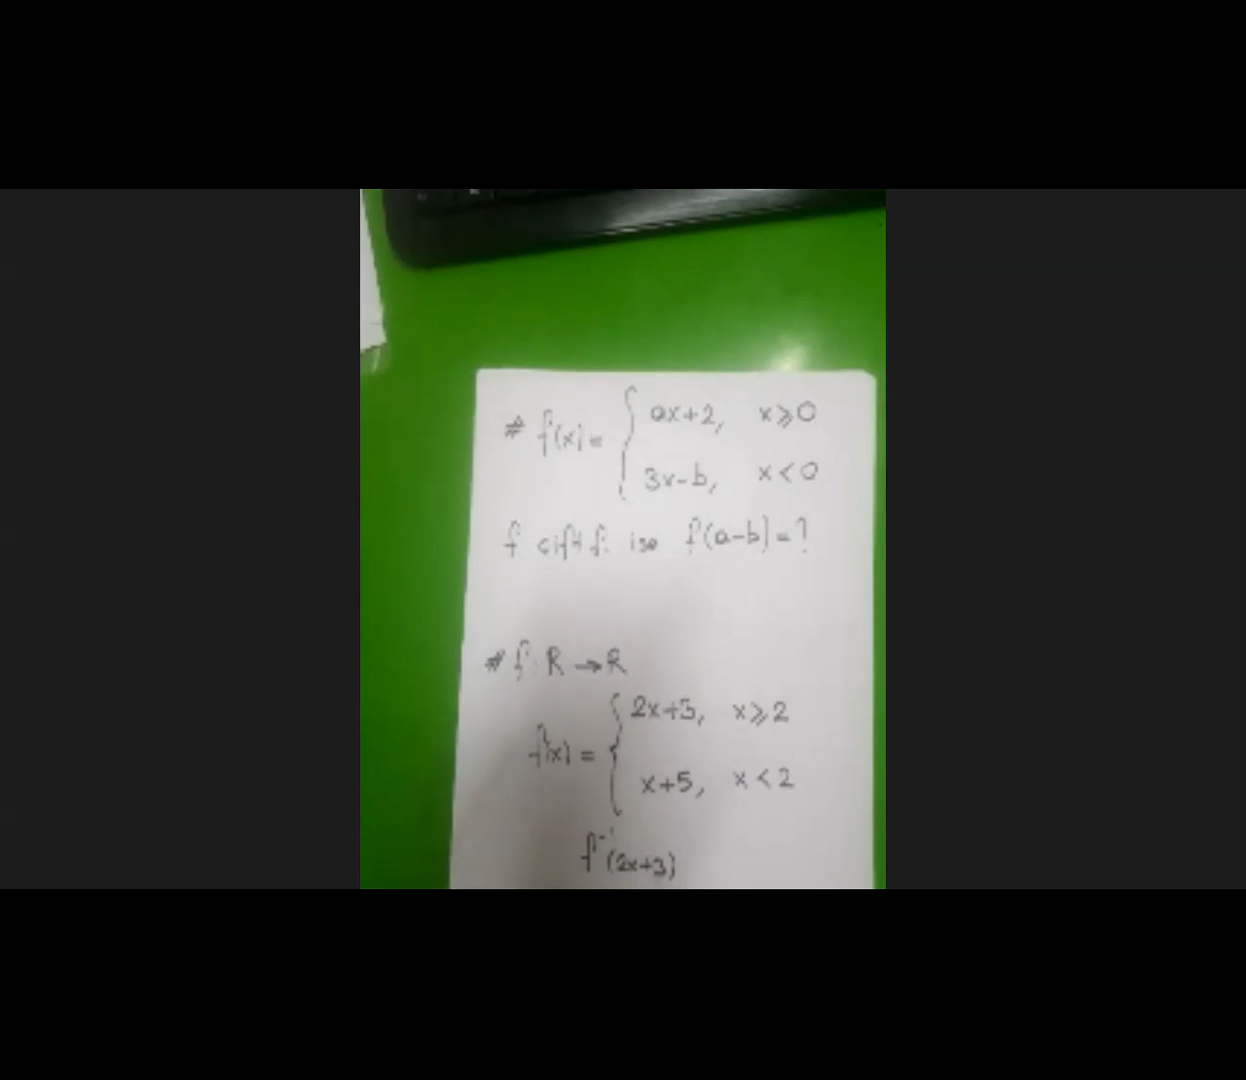 # f(x) = { ax+2, x⩾0
3x-b, x<0
f çift f. ise f(a-b)=?
# f: R → R
f(x) = { 2x+3, x⩾2
x+5, x<2
f⁻¹(2x+3)